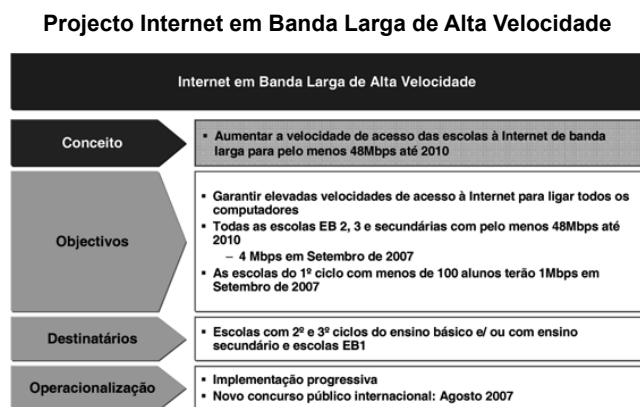 Projecto Internet em Banda Larga de Alta Velocidade
Internet em Banda Larga de Alta Velocidade
Conceito
▪ Aumentar a velocidade de acesso das escolas à Internet de banda
larga para pelo menos 48Mbps até 2010
Objectivos
▪ Garantir elevadas velocidades de acesso à Internet para ligar todos os
computadores
▪ Todas as escolas EB 2, 3 e secundárias com pelo menos 48Mbps até
2010
– 4 Mbps em Setembro de 2007
▪ As escolas do 1º ciclo com menos de 100 alunos terão 1Mbps em
Setembro de 2007
Destinatários
▪ Escolas com 2º e 3º ciclos do ensino básico e/ ou com ensino
secundário e escolas EB1
Operacionalização
▪ Implementação progressiva
▪ Novo concurso público internacional: Agosto 2007